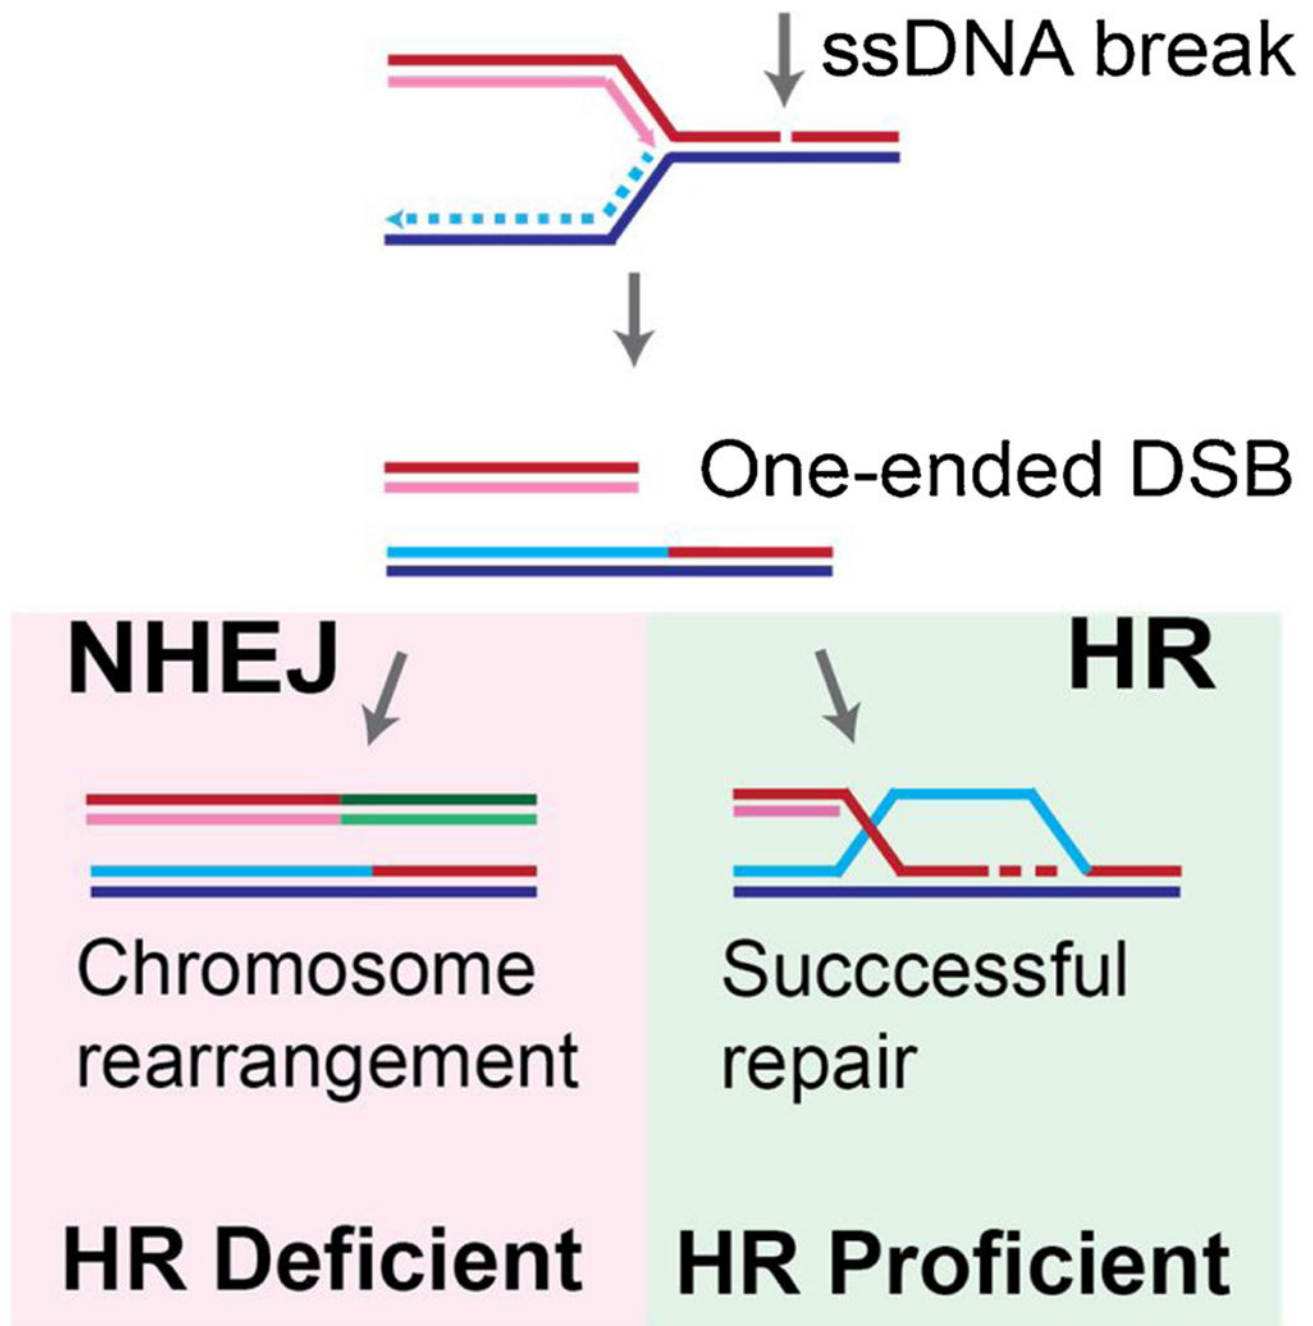 ssDNA break
One-ended DSB
NHEJ
HR
Chromosome
rearrangement
Succcessful
repair
HR Deficient
HR Proficient